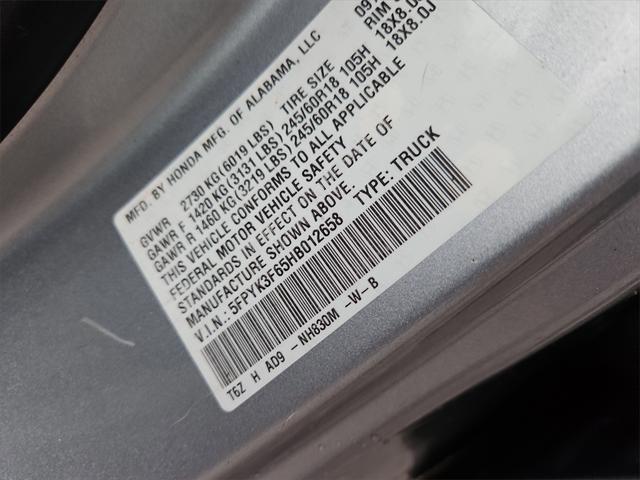 MFD. BY HONDA MFG. OF ALABAMA, LLC 09
GVWR 2730 KG(6019 LBS) TIRE SIZE RIM S
GAWR F 1420 KG(3131 LBS) 245/60R18 105H 18X8.0J
GAWR R 1460 KG(3219 LBS) 245/60R18 105H 18X8.0J
THIS VEHICLE CONFORMS TO ALL APPLICABLE
FEDERAL MOTOR VEHICLE SAFETY
STANDARDS IN EFFECT ON THE DATE OF
MANUFACTURE SHOWN ABOVE.
V.I.N.: 5FPYK3F65HB012658 TYPE: TRUCK
T6Z H AD9 -NH830M -W-B